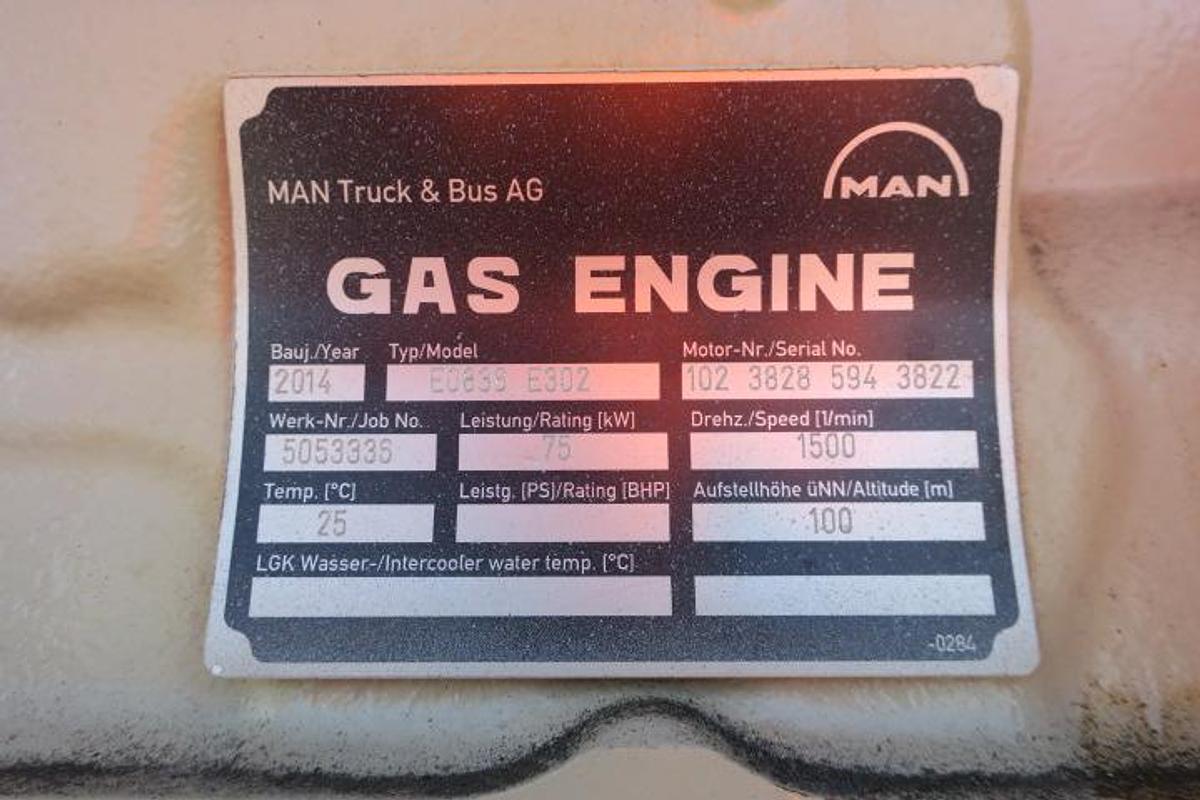 MAN Truck & Bus AG
MAN
GAS ENGINE
Bauj./Year Typ/Model Motor-Nr./Serial No.
2014 E0836 E302 102 3828 594 3822
Werk-Nr./Job No. Leistung/Rating [kW] Drehz./Speed [1/min]
5053336 75 1500
Temp. [°C] Leistg. [PS]/Rating [BHP] Aufstellhöhe üNN/Altitude [m]
25 100
LGK Wasser-/Intercooler water temp. [°C]
-0284